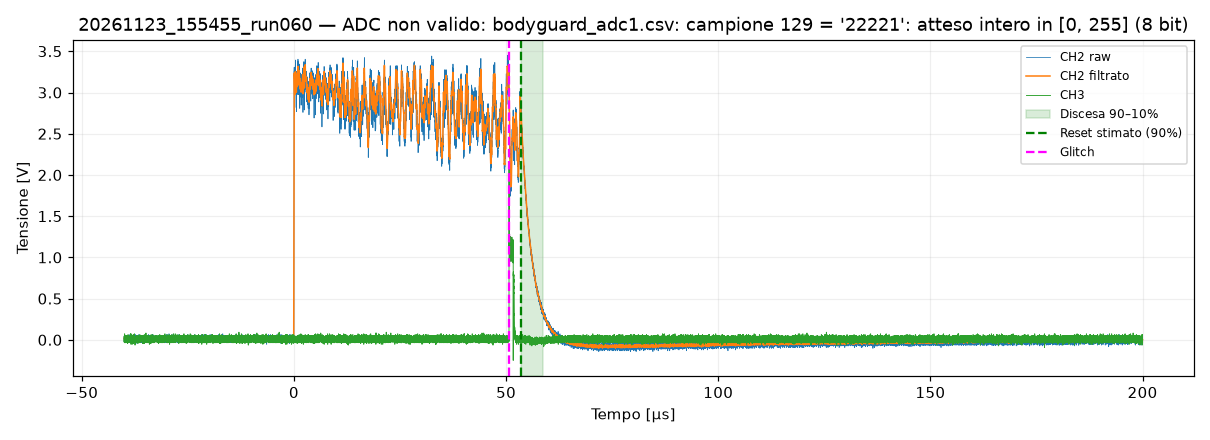 20261123_155455_run060 — ADC non valido: bodyguard_adc1.csv: campione 129 = '22221': atteso intero in [0, 255] (8 bit)
Tensione [V]
3.5
3.0
2.5
2.0
1.5
1.0
0.5
0.0
CH2 raw
CH2 filtrato
CH3
Discesa 90–10%
Reset stimato (90%)
Glitch
−50
0
50
100
150
200
Tempo [µs]